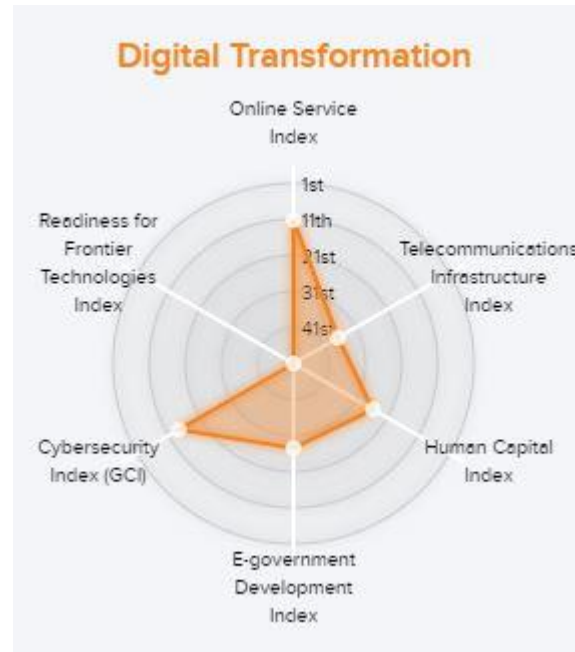 Digital Transformation
Online Service
Index
1st
11th
21st
31st
41st
Readiness for
Frontier
Technologies
Index
Telecommunications
Infrastructure
Index
Cybersecurity
Index (GCI)
Human Capital
Index
E-government
Development
Index